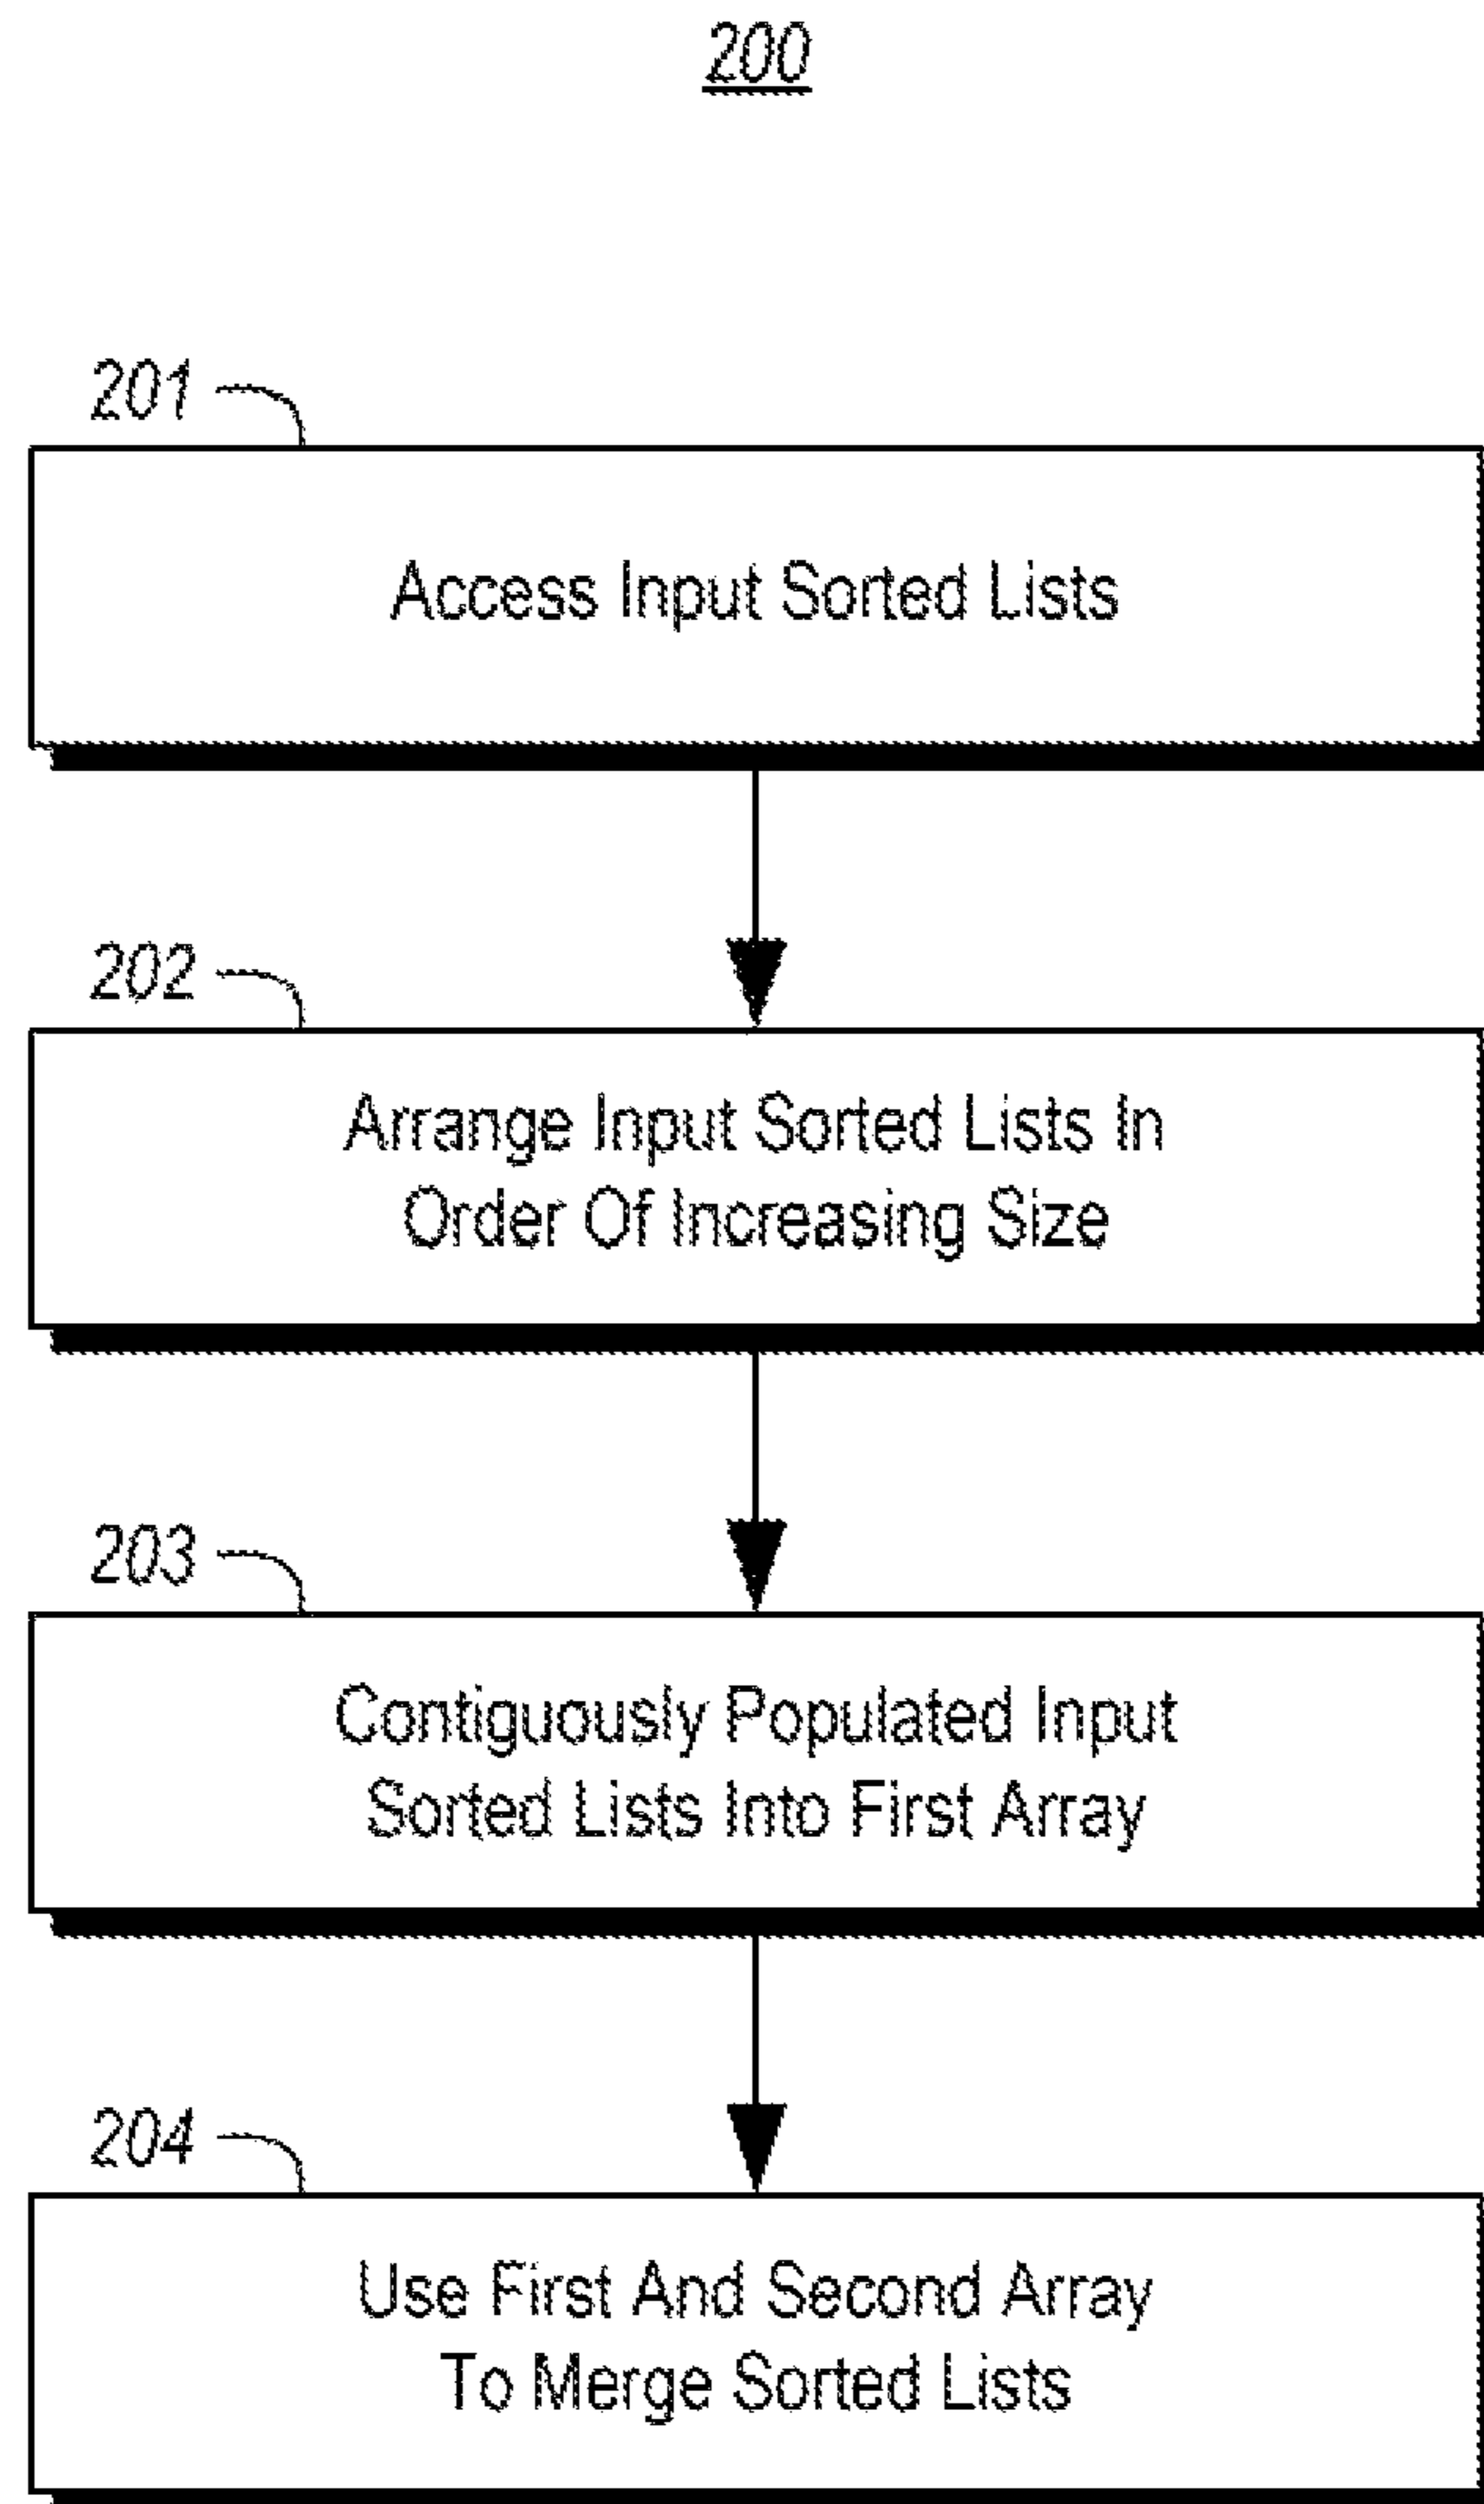 200
201
Access Input Sorted Lists
202
Arrange Input Sorted Lists In
Order Of Increasing Size
203
Contiguously Populated Input
Sorted Lists Into First Array
204
Use First And Second Array
To Merge Sorted Lists